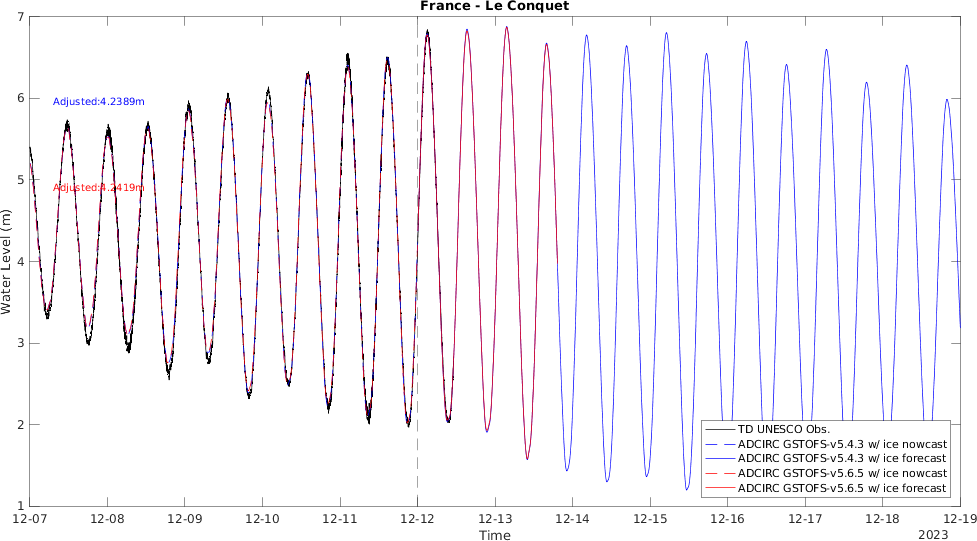 France - Le Conquet
7
6
5
4
3
2
1
Water Level (m)
Adjusted:4.2389m
Adjusted:4.2419m
TD UNESCO Obs.
ADCIRC GSTOFS-v5.4.3 w/ ice nowcast
ADCIRC GSTOFS-v5.4.3 w/ ice forecast
ADCIRC GSTOFS-v5.6.5 w/ ice nowcast
ADCIRC GSTOFS-v5.6.5 w/ ice forecast
12-07 12-08 12-09 12-10 12-11 12-12 12-13 12-14 12-15 12-16 12-17 12-18 12-19
Time
2023